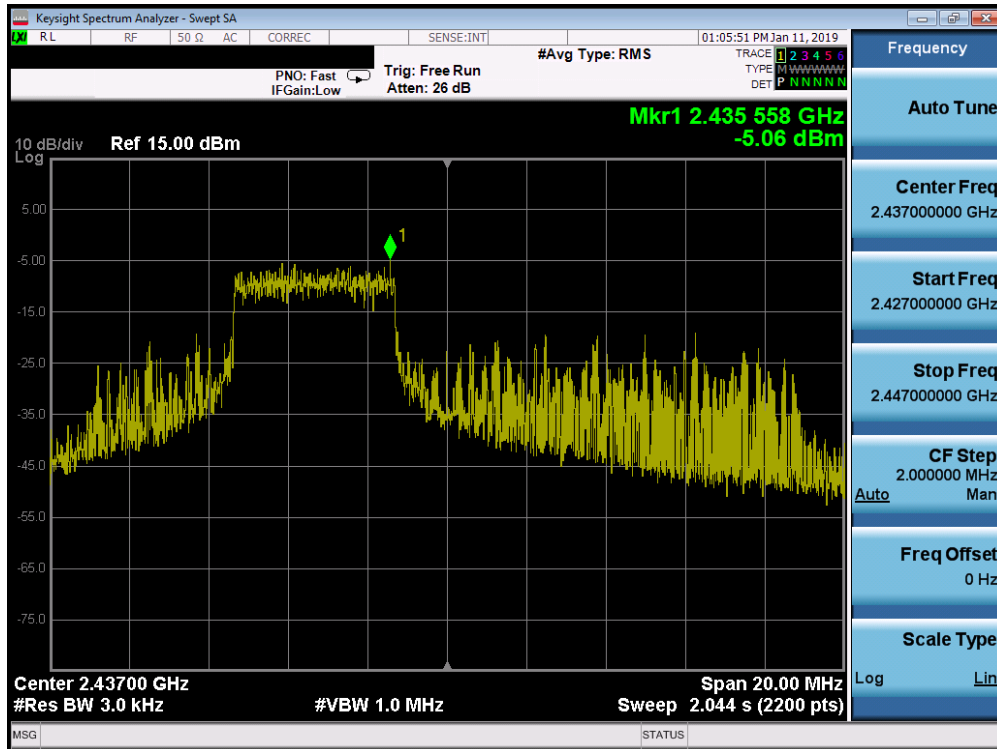 Keysight Spectrum Analyzer - Swept SA
LXI RL RF 50 Ω AC CORREC SENSE:INT 01:05:51 PM Jan 11, 2019
#Avg Type: RMS TRACE 1 2 3 4 5 6
PNO: Fast Trig: Free Run TYPE M WWWWW
IFGain:Low Atten: 26 dB DET P N N N N N
Mkr1 2.435 558 GHz
-5.06 dBm
10 dB/div Ref 15.00 dBm
Log
5.00
-5.00
-15.0
-25.0
-35.0
-45.0
-55.0
-65.0
-75.0
1
Center 2.43700 GHz Span 20.00 MHz
#Res BW 3.0 kHz #VBW 1.0 MHz Sweep 2.044 s (2200 pts)
MSG STATUS
Frequency
Auto Tune
Center Freq
2.437000000 GHz
Start Freq
2.427000000 GHz
Stop Freq
2.447000000 GHz
CF Step
2.000000 MHz
Auto Man
Freq Offset
0 Hz
Scale Type
Log Lin